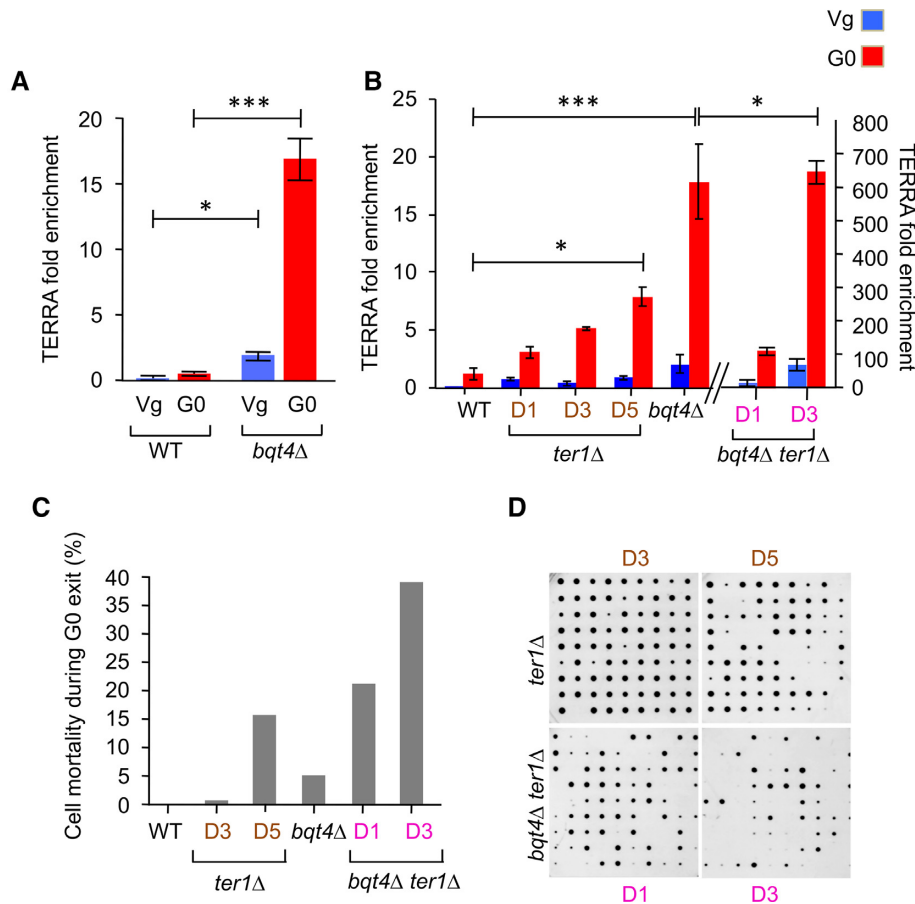 Vg
G0
A
TERRA fold enrichment
20
15
10
5
0
***
*
Vg G0 Vg G0
WT bqt4Δ
B
TERRA fold enrichment
25
20
15
10
5
0
*** *
*
800
700
600
500
400
300
200
100
0
TERRA fold enrichment
WT D1 D3 D5 bqt4Δ D1 D3
ter1Δ bqt4Δ ter1Δ
C
Cell mortality during G0 exit (%)
40
35
30
25
20
15
10
5
0
WT D3 D5 bqt4Δ D1 D3
ter1Δ bqt4Δ ter1Δ
D
D3 D5
ter1Δ
bqt4Δ ter1Δ
D1 D3